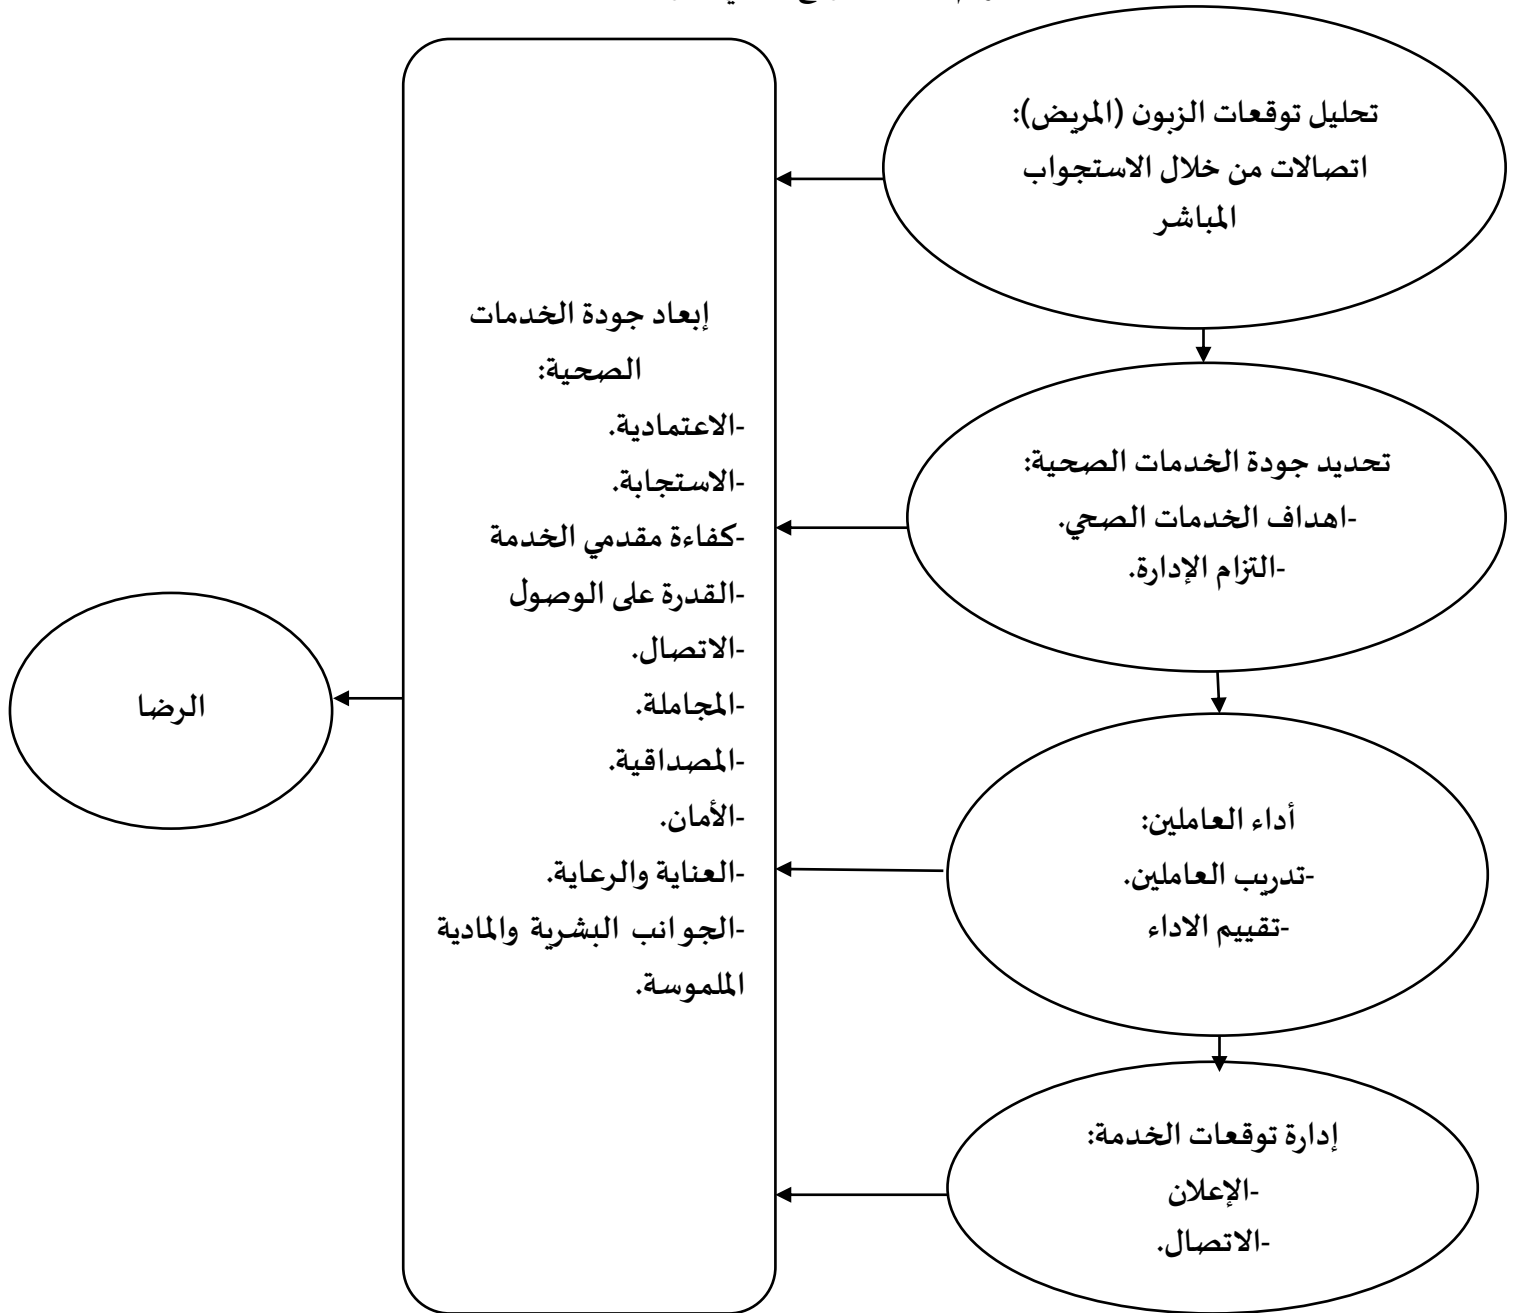 تحليل توقعات الزبون (المريض):
اتصالات من خلال الاستجواب
المباشر
تحديد جودة الخدمات الصحية:
-اهداف الخدمات الصحي.
-التزام الإدارة.
أداء العاملين:
-تدريب العاملين.
-تقييم الاداء
إدارة توقعات الخدمة:
-الإعلان
-الاتصال.
إبعاد جودة الخدمات
الصحية:
-الاعتمادية.
-الاستجابة.
-كفاءة مقدمي الخدمة
-القدرة على الوصول
-الاتصال.
-المجاملة.
-المصداقية.
-الأمان.
-العناية والرعاية.
-الجوانب البشرية والمادية
الملموسة.
الرضا